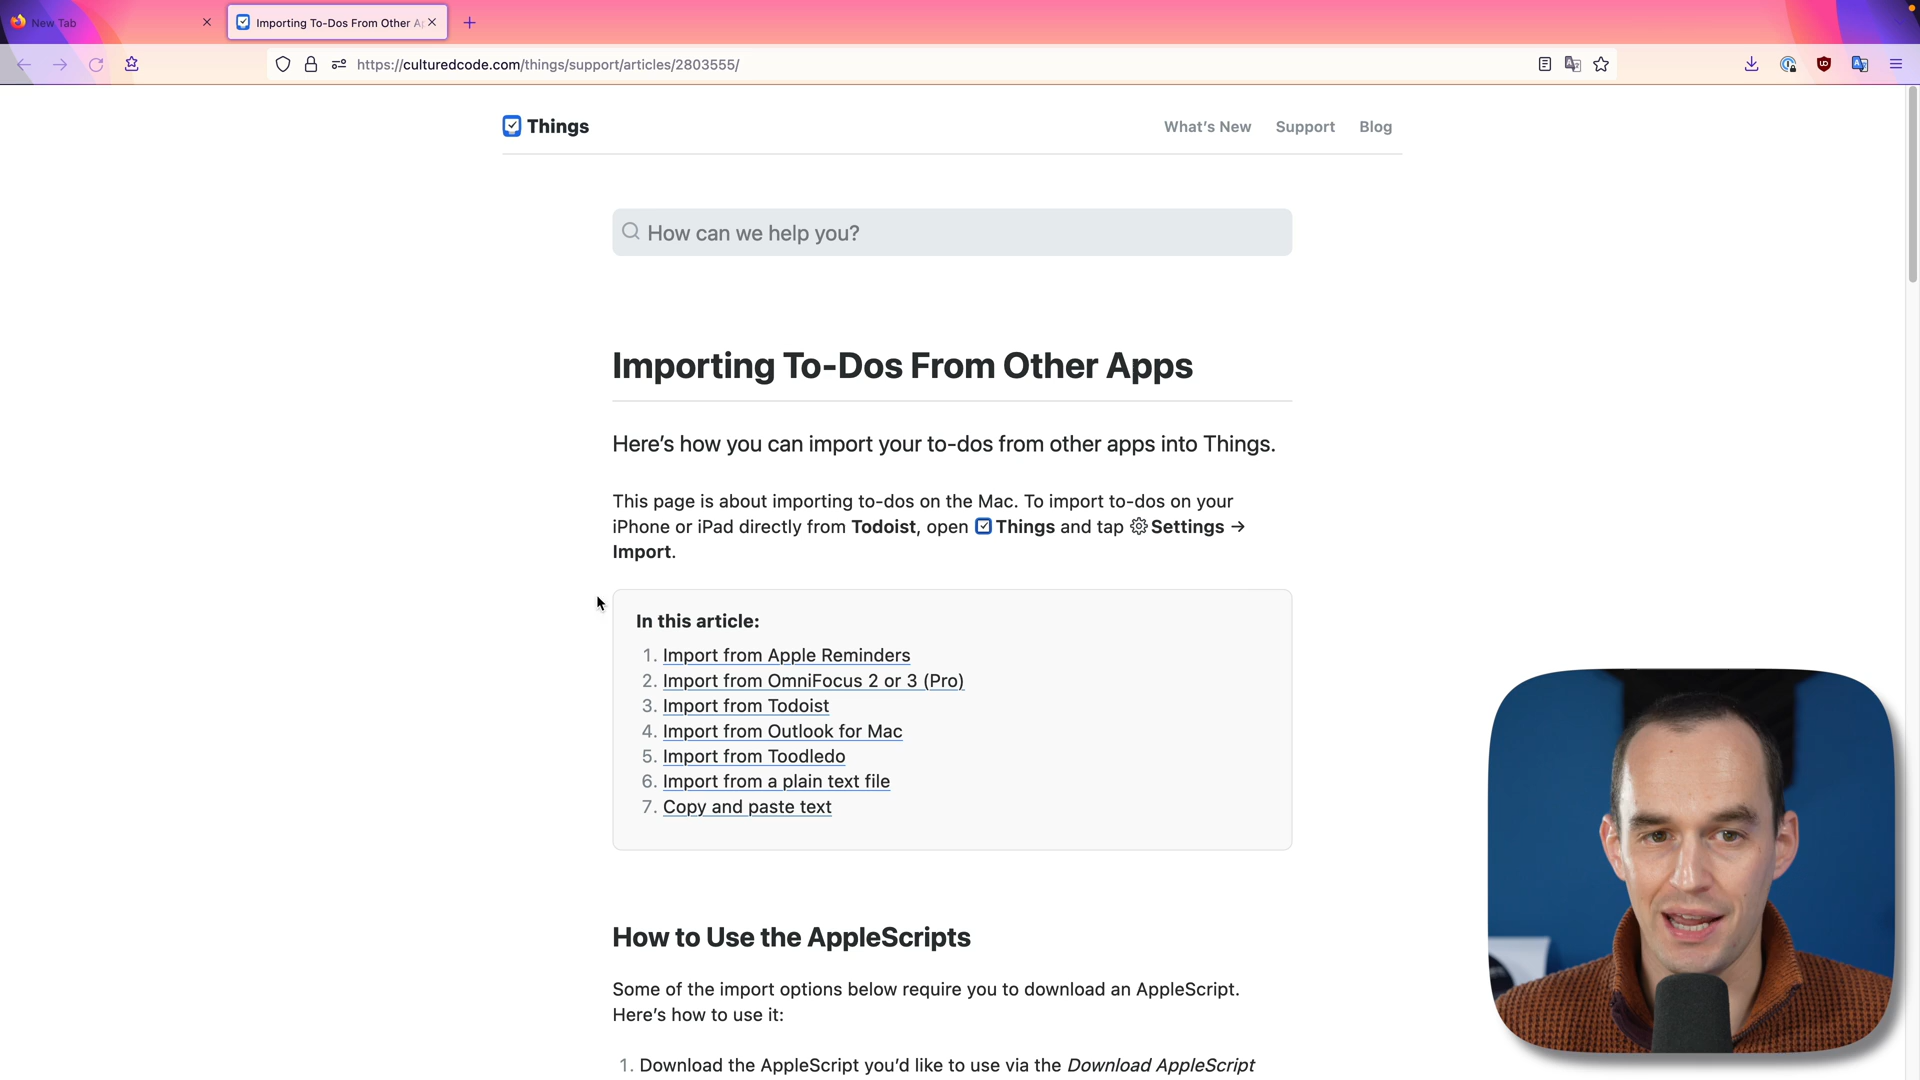 New Tab
Importing To-Dos From Other A
https://culturedcode.com/things/support/articles/2803555/
Things
What's New
Support
Blog
How can we help you?
Importing To-Dos From Other Apps
Here's how you can import your to-dos from other apps into Things.
This page is about importing to-dos on the Mac. To import to-dos on your
iPhone or iPad directly from Todoist, open Things and tap Settings →
Import.
In this article:
1. Import from Apple Reminders
2. Import from OmniFocus 2 or 3 (Pro)
3. Import from Todoist
4. Import from Outlook for Mac
5. Import from Toodledo
6. Import from a plain text file
7. Copy and paste text
How to Use the AppleScripts
Some of the import options below require you to download an AppleScript.
Here's how to use it:
1. Download the AppleScript you'd like to use via the Download AppleScript